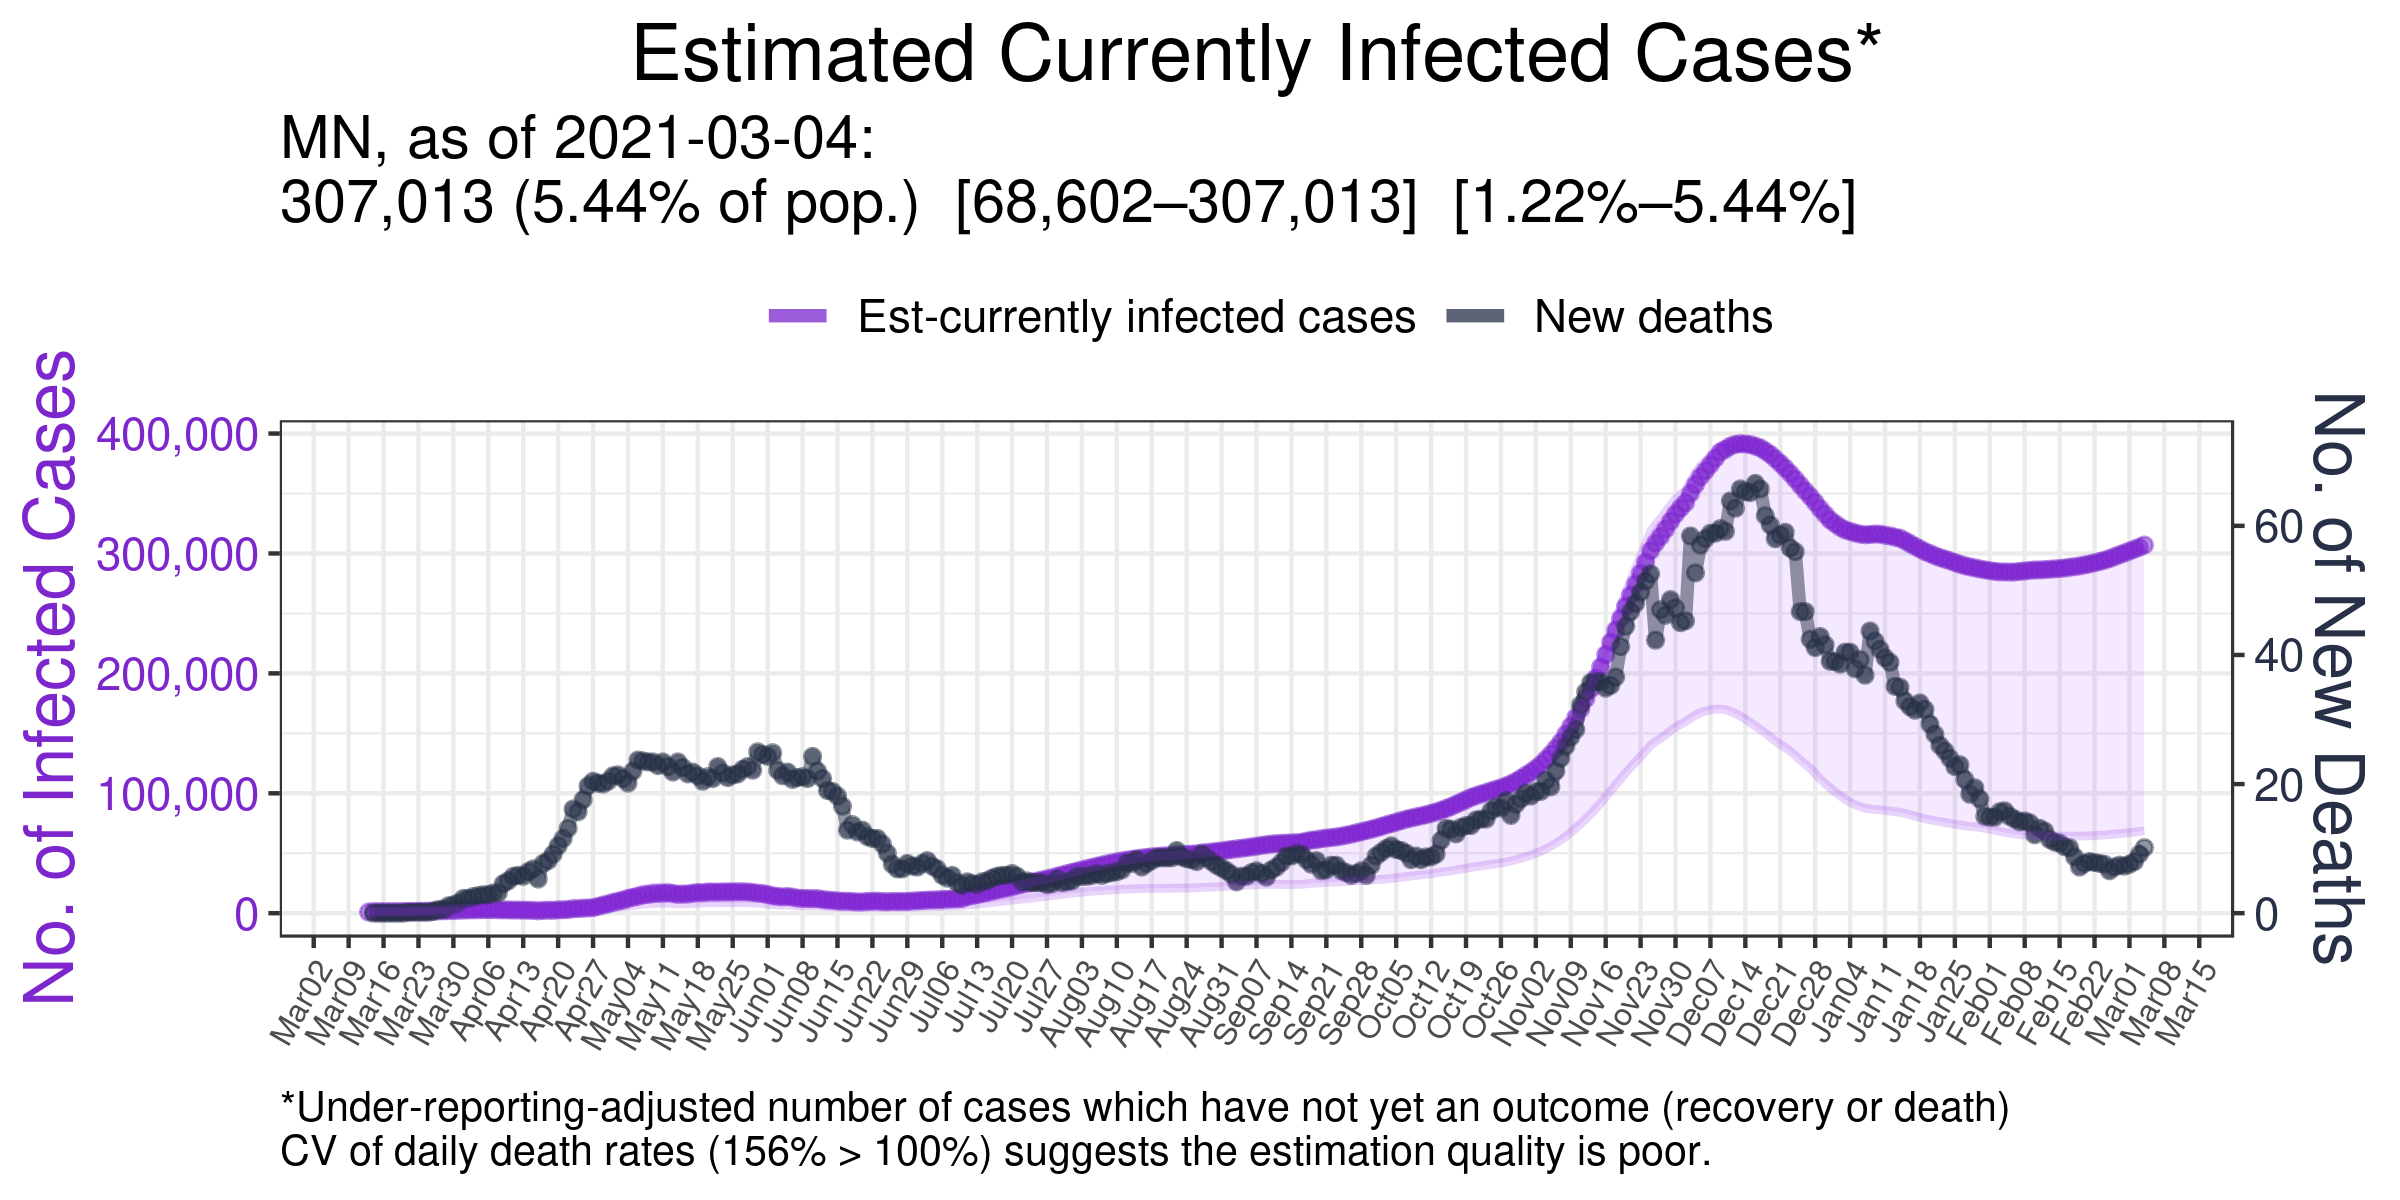 Estimated Currently Infected Cases*
MN, as of 2021-03-04:
307,013 (5.44% of pop.) [68,602–307,013] [1.22%–5.44%]
Est-currently infected cases New deaths
No. of Infected Cases
400,000
300,000
200,000
100,000
0
60
40
20
0
No. of New Deaths
Mar02 Mar09 Mar16 Mar23 Mar30 Apr06 Apr13 Apr20 Apr27 May04 May11 May18 May25 Jun01 Jun08 Jun15 Jun22 Jun29 Jul06 Jul13 Jul20 Jul27 Aug03 Aug10 Aug17 Aug24 Aug31 Sep07 Sep14 Sep21 Sep28 Oct05 Oct12 Oct19 Oct26 Nov02 Nov09 Nov16 Nov23 Nov30 Dec07 Dec14 Dec21 Dec28 Jan04 Jan11 Jan18 Jan25 Feb01 Feb08 Feb15 Feb22 Mar01 Mar08 Mar15
*Under-reporting-adjusted number of cases which have not yet an outcome (recovery or death)
CV of daily death rates (156% > 100%) suggests the estimation quality is poor.